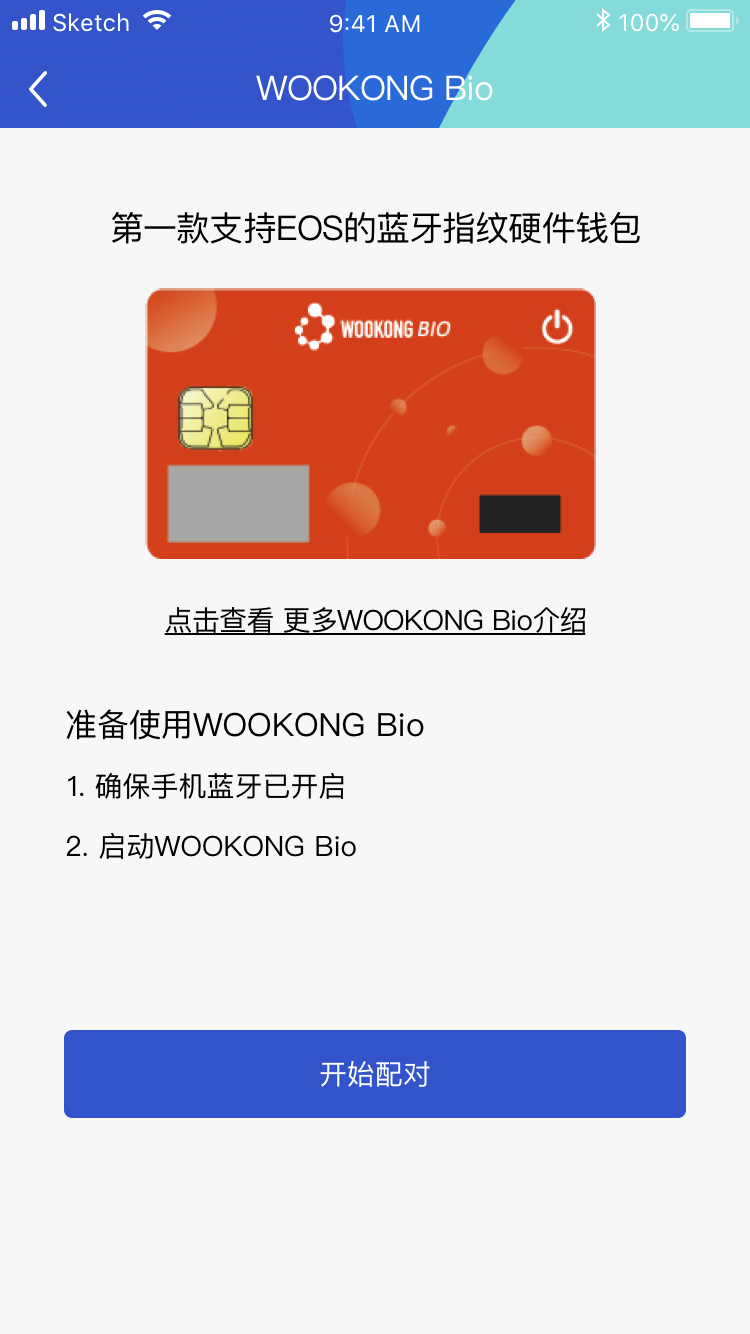 Sketch 9:41 AM 100%
WOOKONG Bio
第一款支持EOS的蓝牙指纹硬件钱包
WOOKONG BIO
点击查看 更多WOOKONG Bio介绍
准备使用WOOKONG Bio
1. 确保手机蓝牙已开启
2. 启动WOOKONG Bio
开始配对